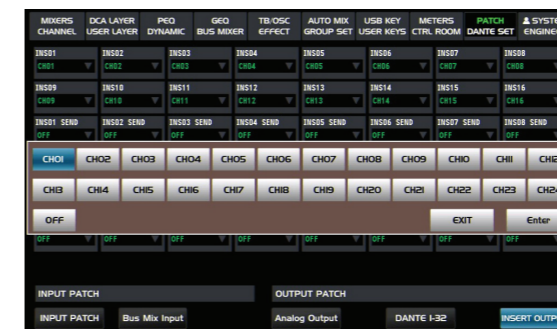 MIXERS DCA LAYER PEQ GEQ TB/OSC AUTO MIX USB KEY METERS PATCH SYSTE
CHANNEL USER LAYER DYNAMIC BUS MIXER EFFECT GROUP SET USER KEYS CTRL ROOM DANTE SET ENGINEE
INS01 INS02 INS03 INS04 INS05 INS06 INS07 INS08
CH01 CH02 CH03 CH04 CH05 CH06 CH07 CH08
INS09 INS10 INS11 INS12 INS13 INS14 INS15 INS16
CH09 CH10 CH11 CH12 CH13 CH14 CH15 CH16
INS01 SEND INS02 SEND INS03 SEND INS04 SEND INS05 SEND INS06 SEND INS07 SEND INS08 SEND
OFF OFF OFF OFF OFF OFF OFF OFF
CH01 CH02 CH03 CH04 CH05 CH06 CH07 CH08 CH09 CH10 CH11 CH12
CH13 CH14 CH15 CH16 CH17 CH18 CH19 CH20 CH21 CH22 CH23 CH24
OFF EXIT Enter
OFF OFF OFF OFF OFF OFF OFF OFF
INPUT PATCH OUTPUT PATCH
INPUT PATCH Bus Mix Input Analog Output DANTE 1-32 INSERT OUTP